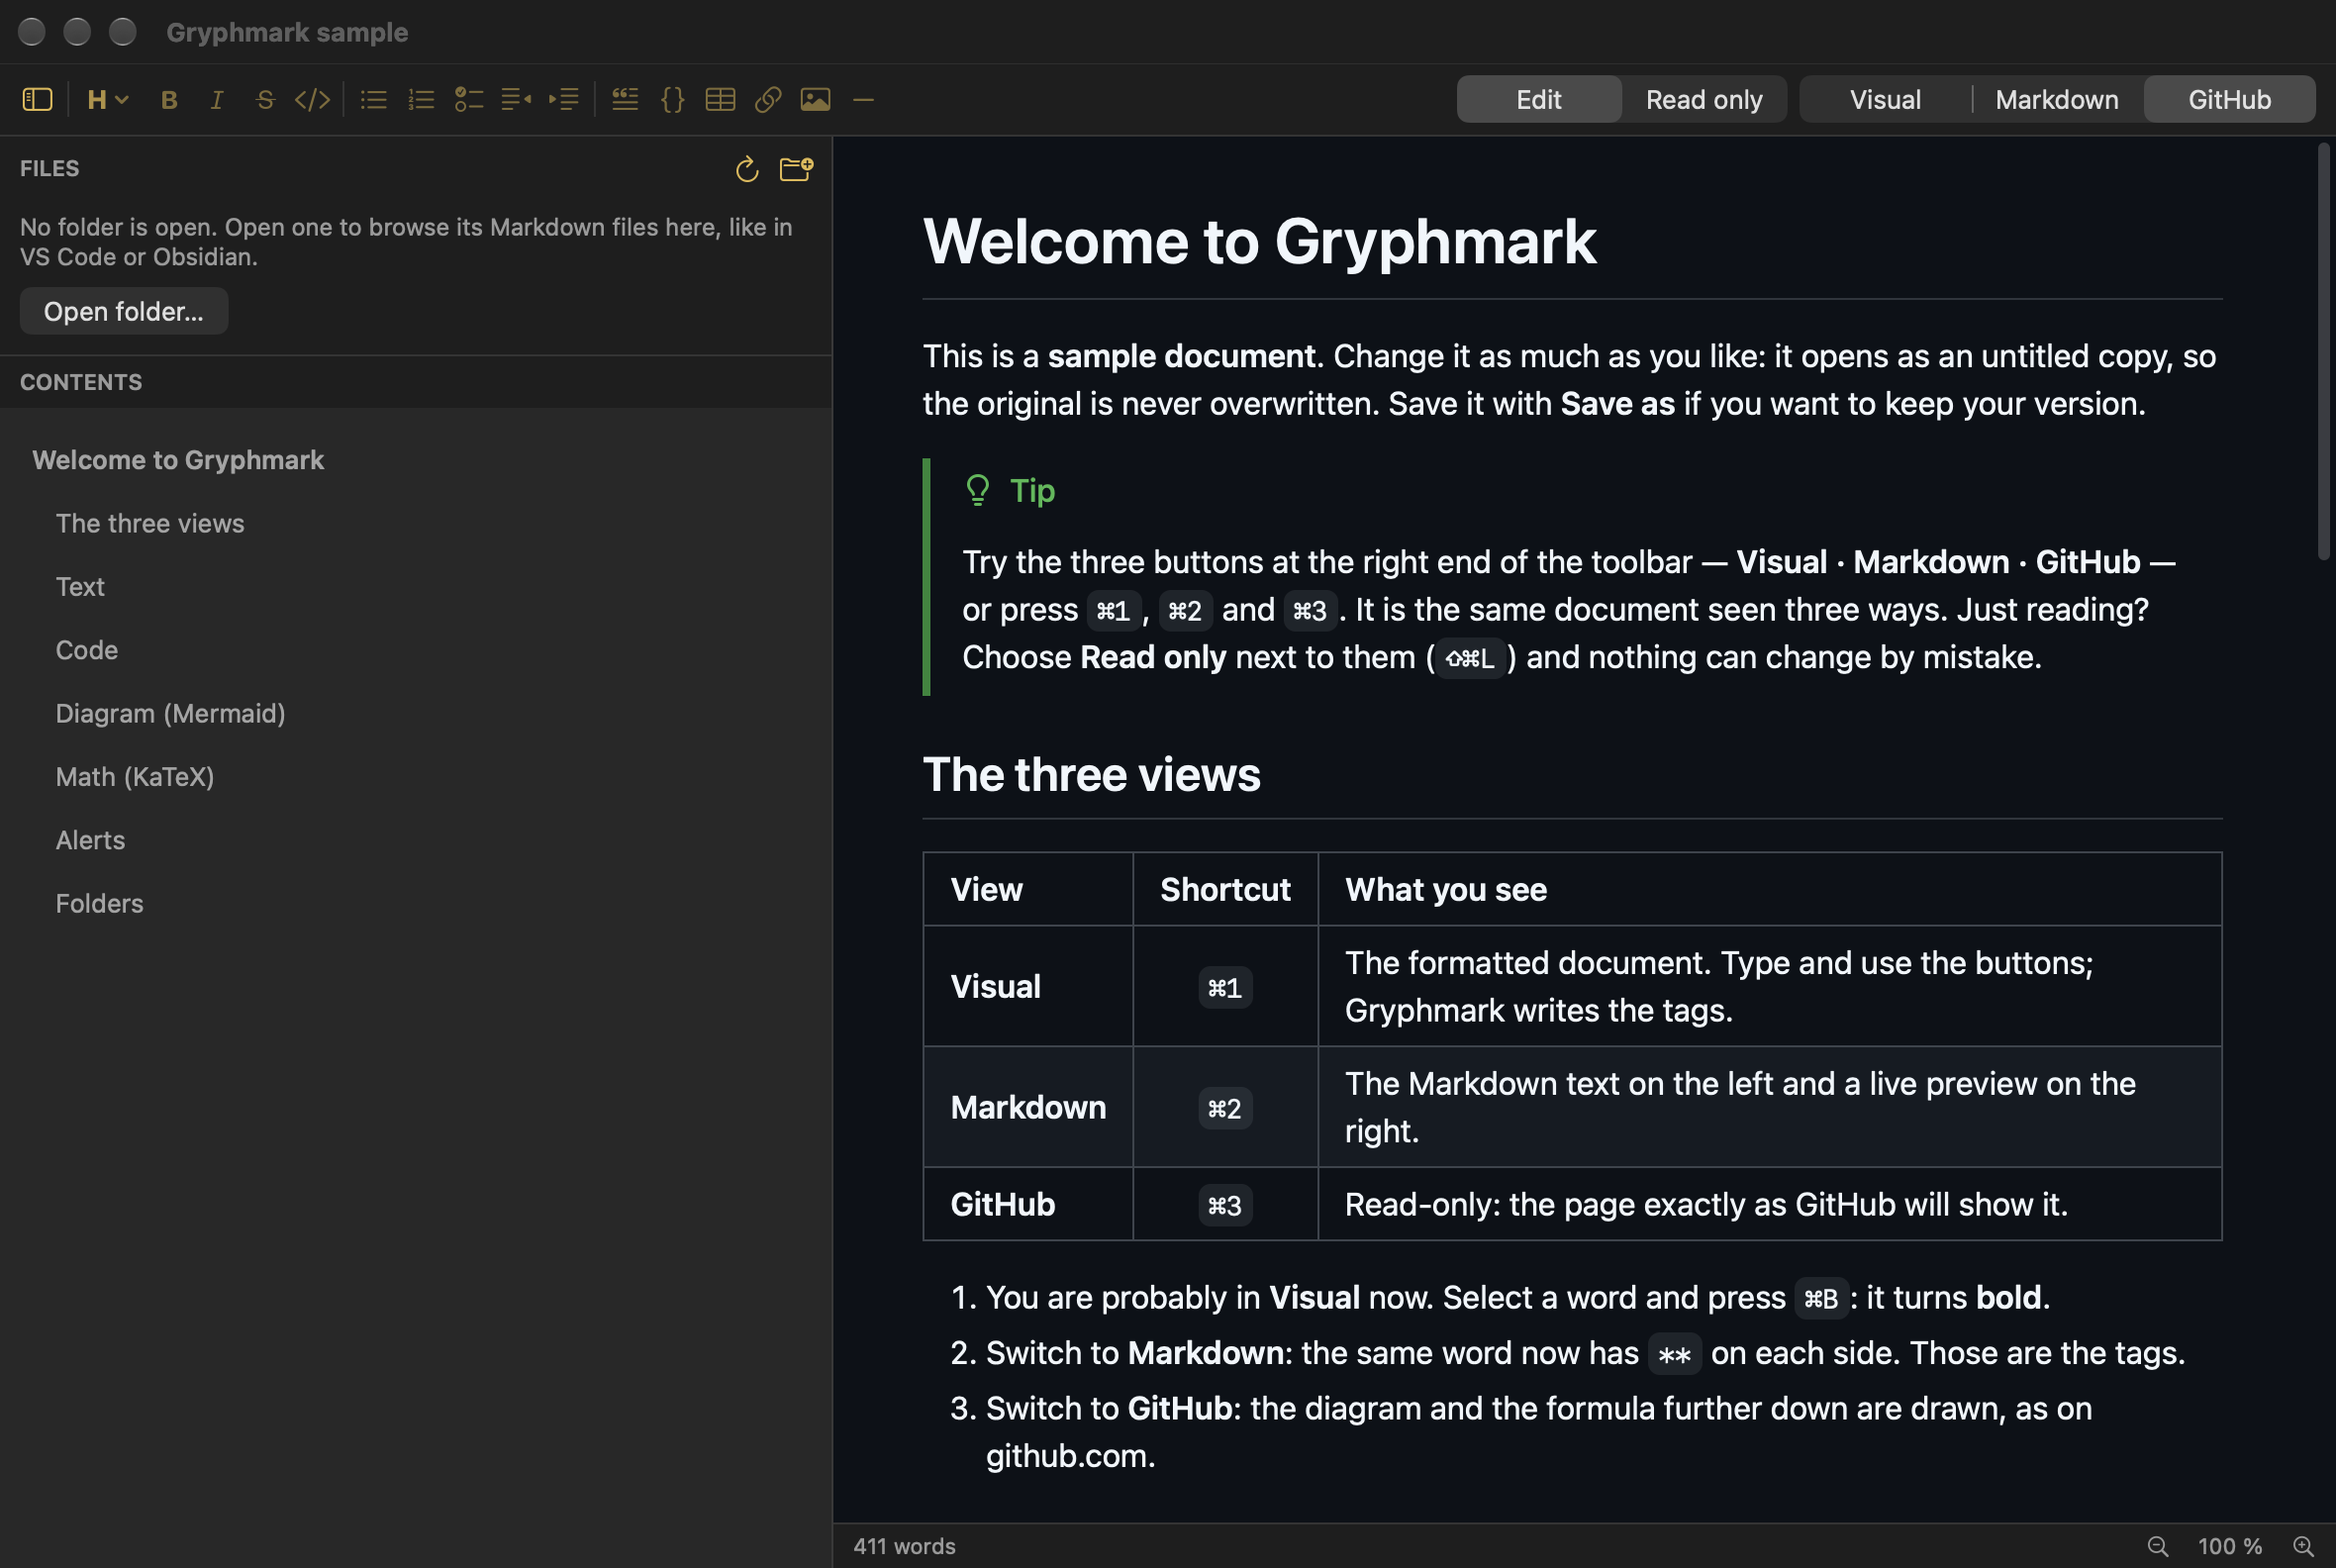 Gryphmark sample
H B I S </>
Edit Read only Visual Markdown GitHub
FILES
No folder is open. Open one to browse its Markdown files here, like in
VS Code or Obsidian.
Open folder...
CONTENTS
Welcome to Gryphmark
The three views
Text
Code
Diagram (Mermaid)
Math (KaTeX)
Alerts
Folders
Welcome to Gryphmark
This is a sample document. Change it as much as you like: it opens as an untitled copy, so
the original is never overwritten. Save it with Save as if you want to keep your version.
Tip
Try the three buttons at the right end of the toolbar — Visual · Markdown · GitHub —
or press ⌘1, ⌘2 and ⌘3. It is the same document seen three ways. Just reading?
Choose Read only next to them (⇧⌘L) and nothing can change by mistake.
The three views
View Shortcut What you see
Visual ⌘1 The formatted document. Type and use the buttons;
Gryphmark writes the tags.
Markdown ⌘2 The Markdown text on the left and a live preview on the
right.
GitHub ⌘3 Read-only: the page exactly as GitHub will show it.
1. You are probably in Visual now. Select a word and press ⌘B: it turns bold.
2. Switch to Markdown: the same word now has ** on each side. Those are the tags.
3. Switch to GitHub: the diagram and the formula further down are drawn, as on
github.com.
411 words 100 %